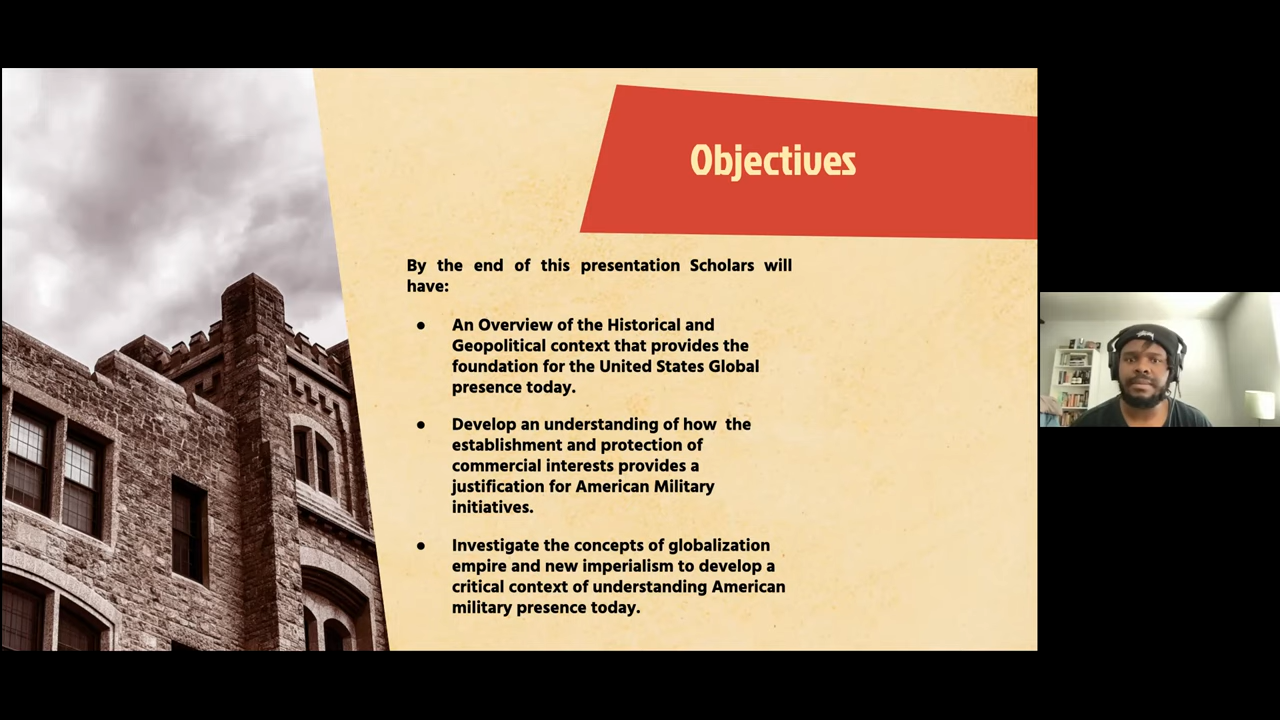 Objectives
By the end of this presentation Scholars will
have:
● An Overview of the Historical and
Geopolitical context that provides the
foundation for the United States Global
presence today.
● Develop an understanding of how the
establishment and protection of
commercial interests provides a
justification for American Military
initiatives.
● Investigate the concepts of globalization
empire and new imperialism to develop a
critical context of understanding American
military presence today.